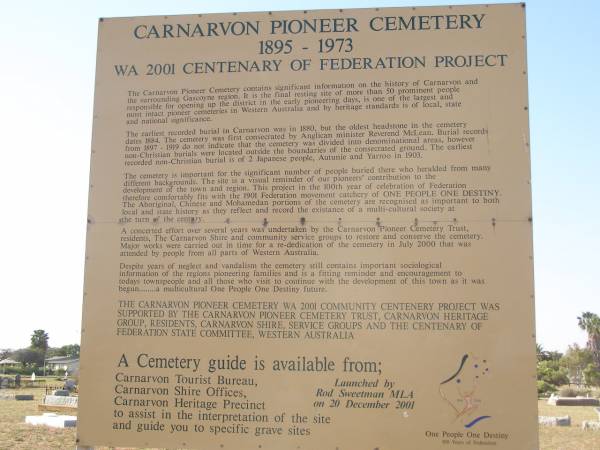 CARNARVON PIONEER CEMETERY
1895 - 1973
WA 2001 CENTENARY OF FEDERATION PROJECT
The Carnarvon Pioneer Cemetery contains significant information on the history of Carnarvon and
the surrounding Gascoyne region. It is the final resting site of more than 50 prominent people
responsible for opening up the district in the early pioneering days, is one of the largest and
most intact pioneer cemeteries in Western Australia and by heritage standards is of local, state
and national significance.
The earliest recorded burial in Carnarvon was in 1880, but the oldest headstone in the cemetery
dates 1884. The cemetery was first consecrated by Anglican minister Reverend McLean. Burial records
from 1897 - 1919 do not indicate that the cemetery was divided into denominational areas, however
non-Christian burials were located outside the boundaries of the consecrated ground. The earliest
recorded non-Christian burial is of 2 Japanese people, Autunie and Yarroo in 1903.
The cemetery is important for the significant number of people buried there who heralded from many
different backgrounds. The site is a visual reminder of our pioneers' contribution to the
development of the town and region. This project in the 100th year of celebration of Federation
therefore comfortably fits with the 1901 Federation movement catchery of ONE PEOPLE ONE DESTINY.
The Aboriginal, Chinese and Mohamedan portions of the cemetery are recognised as important to both
local and state history as they reflect and record the existance of a multi-cultural society at
the turn of the century.
A concerted effort over several years was undertaken by the Carnarvon Pioneer Cemetery Trust,
residents, The Carnarvon Shire and community service groups to restore and conserve the cemetery.
Major works were carried out in time for a re-dedication of the cemetery in July 2000 that was
attended by people from all parts of Western Australia.
Despite years of neglect and vandalism the cemetery still contains important sociological
information of the regions pioneering families and is a fitting reminder and encouragement to
todays townspeople and all those who visit to continue with the development of this town as it was
begun.......a multicultural One People One Destiny future.
THE CARNARVON PIONEER CEMETERY WA 2001 COMMUNITY CENTENERY PROJECT WAS
SUPPORTED BY THE CARNARVON PIONEER CEMETERY TRUST, CARNARVON HERITAGE
GROUP, RESIDENTS, CARNARVON SHIRE, SERVICE GROUPS AND THE CENTENARY OF
FEDERATION STATE COMMITTEE, WESTERN AUSTRALIA
A Cemetery guide is available from;
Carnarvon Tourist Bureau,
Carnarvon Shire Offices,
Carnarvon Heritage Precinct
to assist in the interpretation of the site
and guide you to specific grave sites
Launched by
Rod Sweetman MLA
on 20 December 2001
One People One Destiny
100 Years of Federation